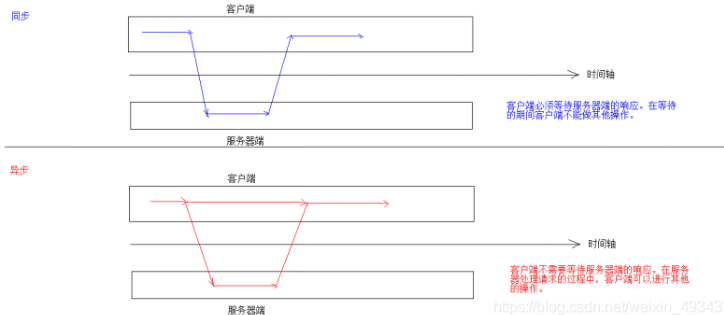 客户端
同步
时间轴
客户端必须等待服务器端的响应。在等待
的期间客户端不能做其他操作。
服务器端
异步
客户端
时间轴
客户端不需要等待服务器端的响应。在服务
器处理请求的过程中，客户端可以进行其他
的操作。
服务器端
https://blog.csdn.net/weixin_49343